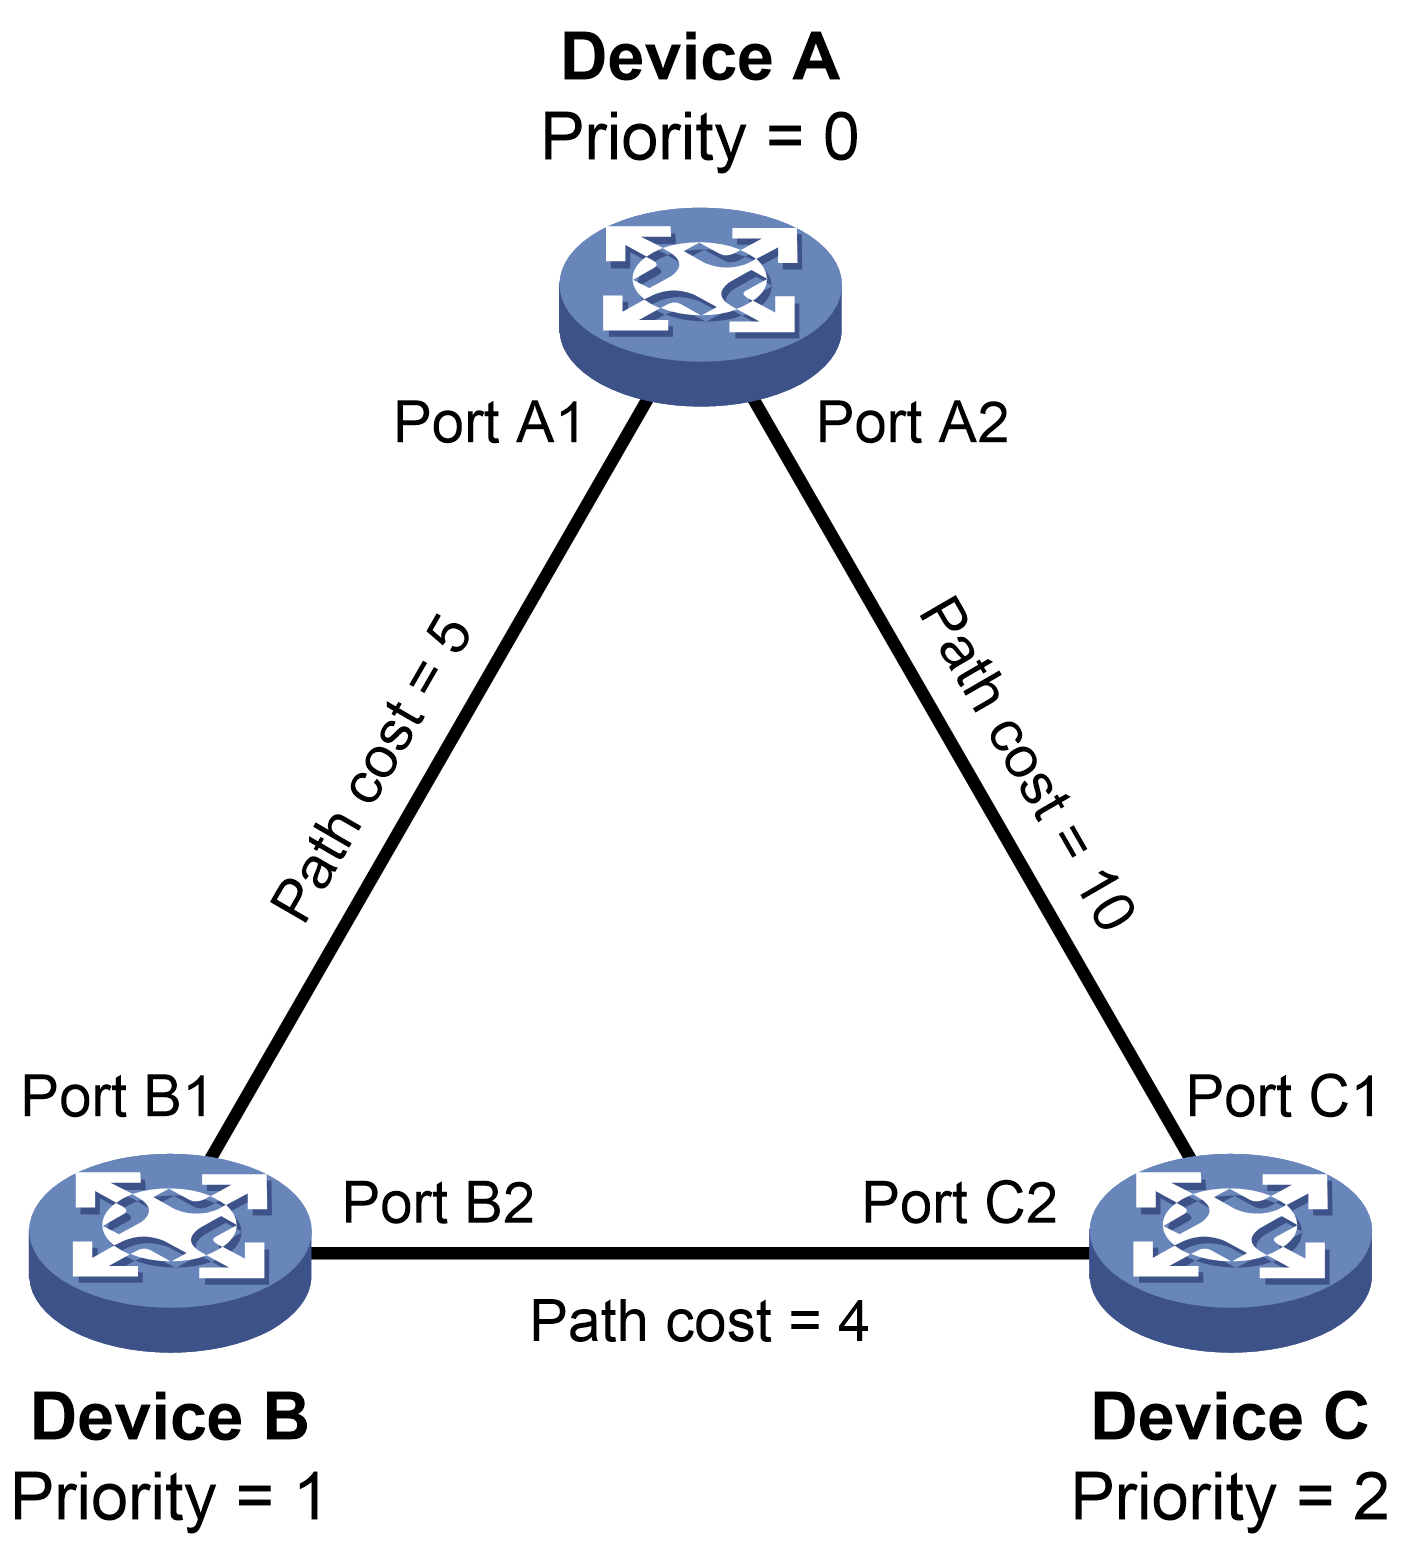 Device A
Priority = 0
Port A1
Port A2
Path cost = 5
Path cost = 10
Port B1
Port C1
Port B2
Port C2
Path cost = 4
Device B
Priority = 1
Device C
Priority = 2